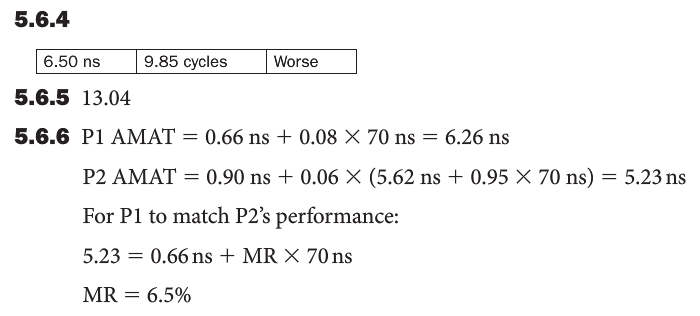 5.6.4
6.50 ns 9.85 cycles Worse
5.6.5 13.04
5.6.6 P1 AMAT = 0.66 ns + 0.08 × 70 ns = 6.26 ns
P2 AMAT = 0.90 ns + 0.06 × (5.62 ns + 0.95 × 70 ns) = 5.23 ns
For P1 to match P2’s performance:
5.23 = 0.66 ns + MR × 70 ns
MR = 6.5%